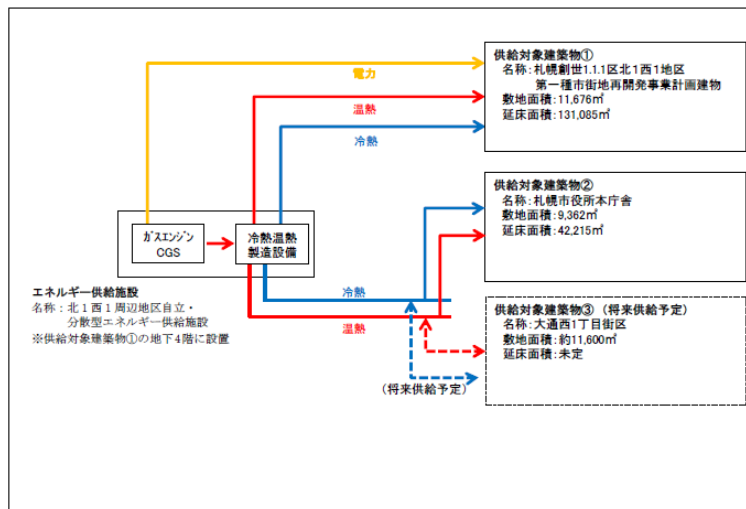 電力
温熱
冷熱
供給対象建築物①
名称:札幌創世1.1.1区北1西1地区
第一種市街地再開発事業計画建物
敷地面積:11,676㎡
延床面積:131,085㎡
供給対象建築物②
名称:札幌市役所本庁舎
敷地面積:9,362㎡
延床面積:42,215㎡
ガスエンジン
CGS
冷熱温熱
製造設備
エネルギー供給施設
名称:北1西1周辺地区自立・
分散型エネルギー供給施設
※供給対象建築物①の地下4階に設置
冷熱
温熱
(将来供給予定)
供給対象建築物③ (将来供給予定)
名称:大通西1丁目街区
敷地面積:約11,600㎡
延床面積:未定